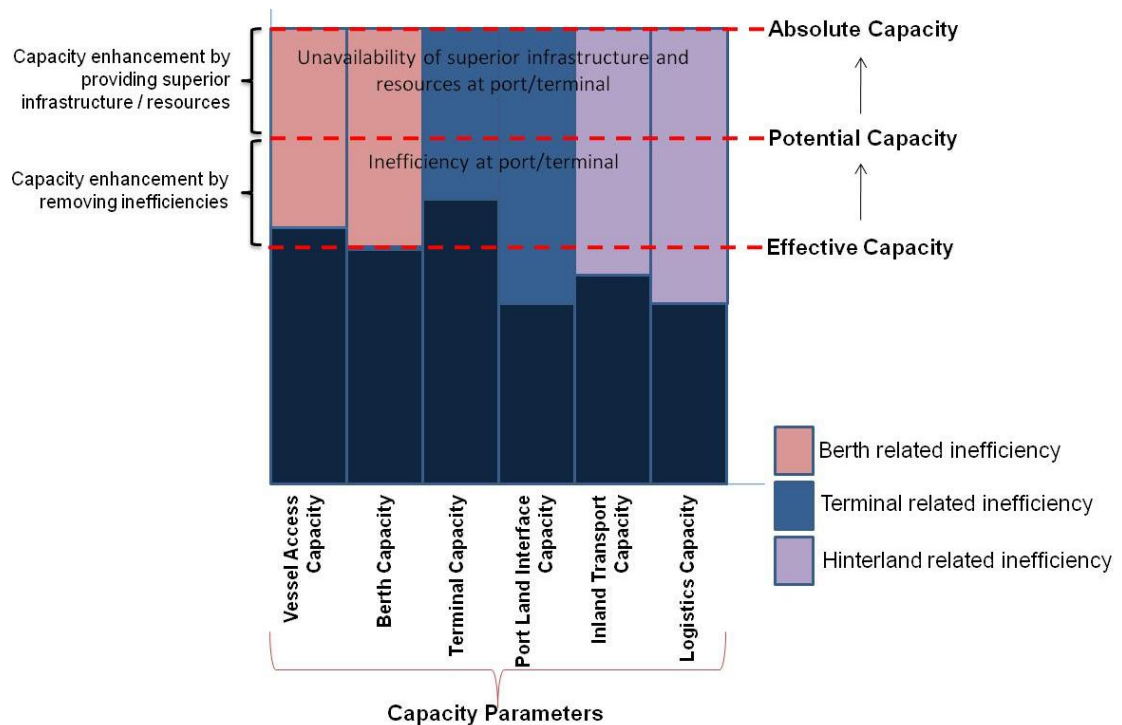 Capacity enhancement by
providing superior
infrastructure / resources
Capacity enhancement by
removing inefficiencies
Unavailability of superior infrastructure and
resources at port/terminal
Inefficiency at port/terminal
Absolute Capacity
Potential Capacity
Effective Capacity
Berth related inefficiency
Terminal related inefficiency
Hinterland related inefficiency
Vessel Access
Capacity
Berth Capacity
Terminal Capacity
Port Land Interface
Capacity
Inland Transport
Capacity
Logistics Capacity
Capacity Parameters